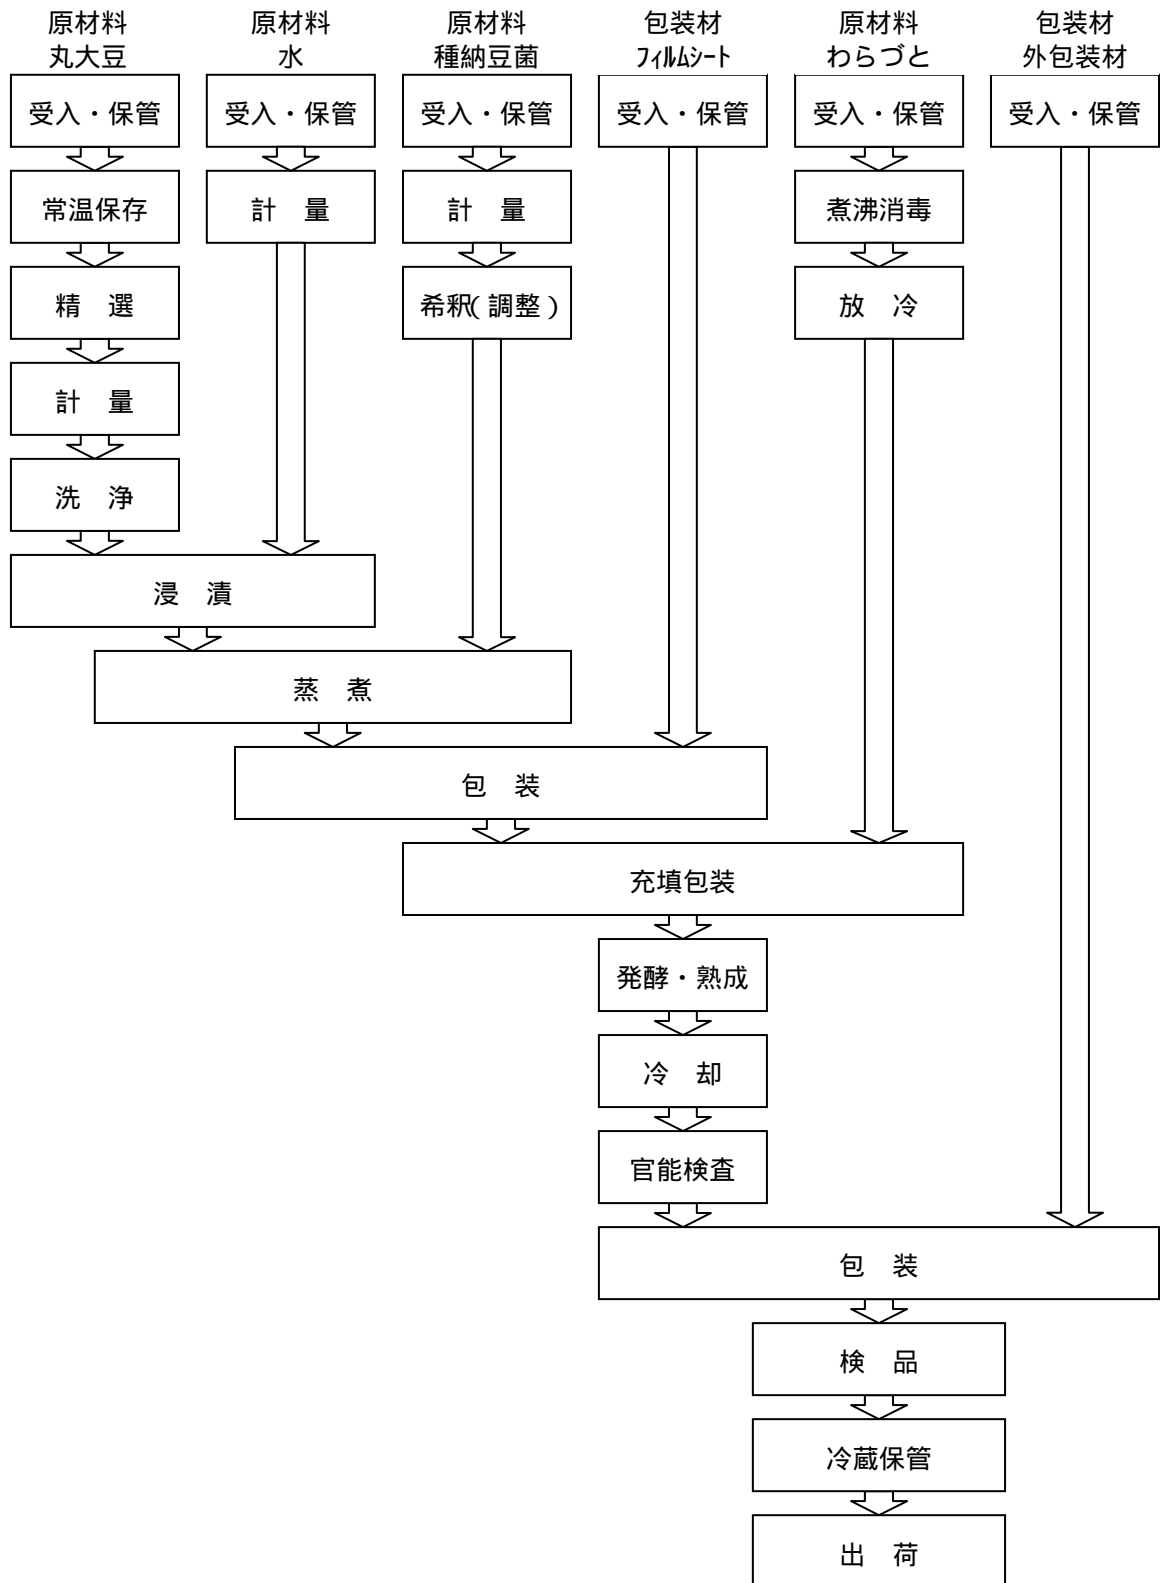 原材料
丸大豆
原材料
水
原材料
種納豆菌
包装材
フィルムシート
原材料
わらづと
包装材
外包装材
受入・保管
受入・保管
受入・保管
受入・保管
受入・保管
受入・保管
常温保存
計　量
計　量
煮沸消毒
精　選
希釈(調整)
放　冷
計　量
洗　浄
浸　漬
蒸　煮
包　装
充填包装
発酵・熟成
冷　却
官能検査
包　装
検　品
冷蔵保管
出　荷